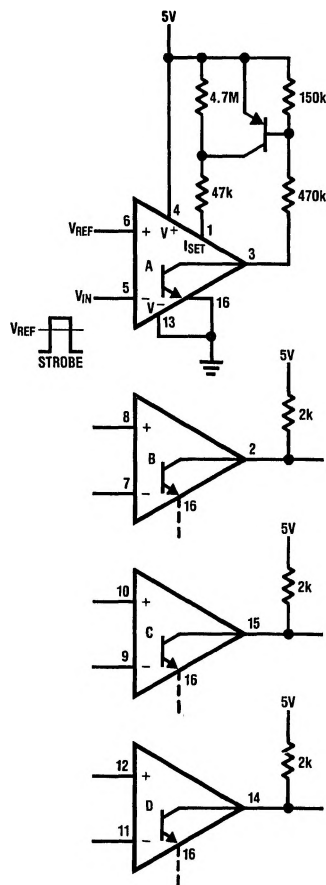 5V
4.7M
150k
47k
470k
4
V+
1
ISET
6
VREF
+
3
A
5
VIN
−
V−
16
13
VREF
STROBE
5V
2k
8
+
2
B
7
−
16
5V
2k
10
+
15
C
9
−
16
5V
2k
12
+
14
D
11
−
16